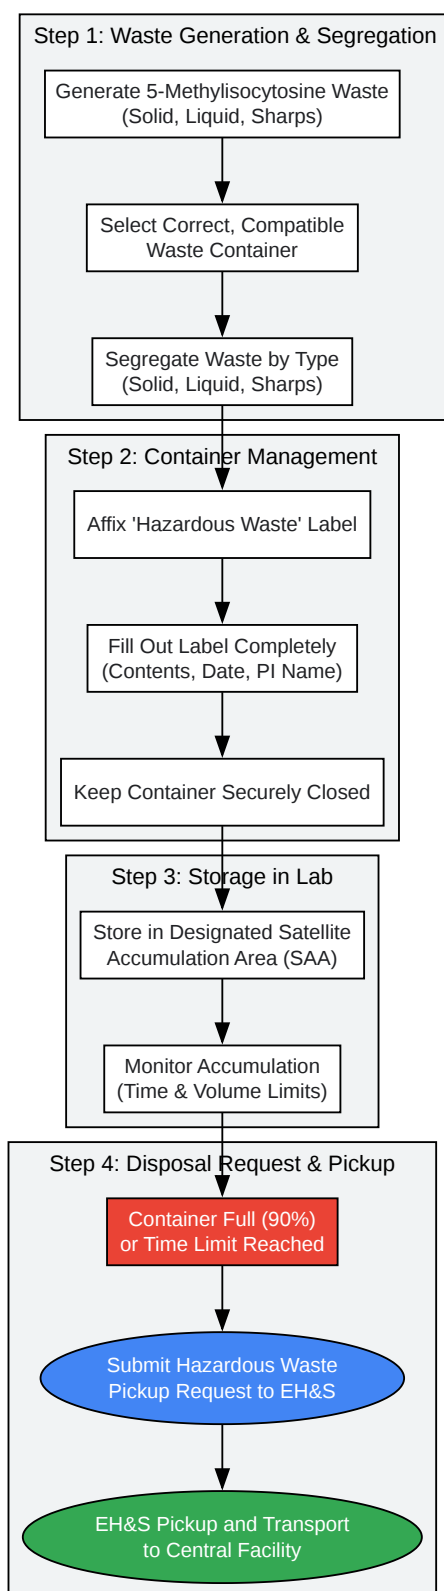 Step 1: Waste Generation & Segregation
Generate 5-Methylisocytosine Waste
(Solid, Liquid, Sharps)
Select Correct, Compatible
Waste Container
Segregate Waste by Type
(Solid, Liquid, Sharps)
Step 2: Container Management
Affix 'Hazardous Waste' Label
Fill Out Label Completely
(Contents, Date, PI Name)
Keep Container Securely Closed
Step 3: Storage in Lab
Store in Designated Satellite
Accumulation Area (SAA)
Monitor Accumulation
(Time & Volume Limits)
Step 4: Disposal Request & Pickup
Container Full (90%)
or Time Limit Reached
Submit Hazardous Waste
Pickup Request to EH&S
EH&S Pickup and Transport
to Central Facility